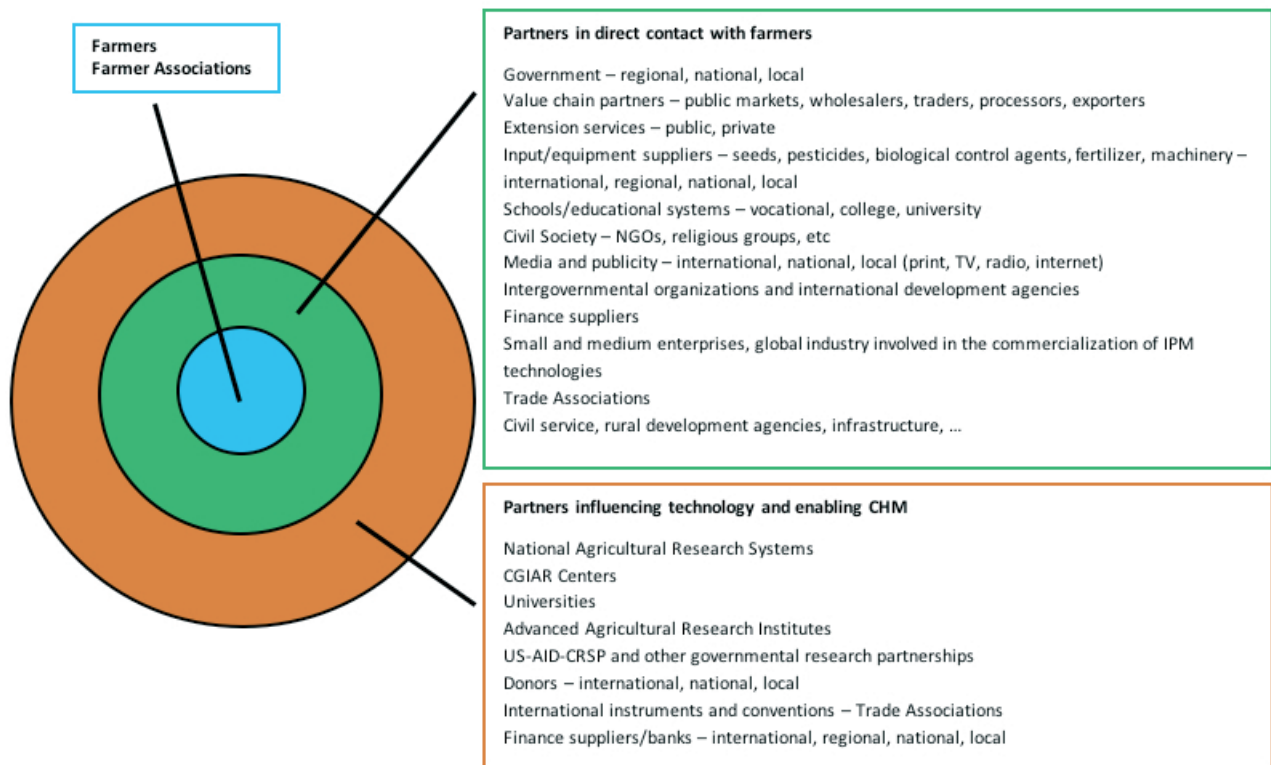 Farmers
Farmer Associations
Partners in direct contact with farmers
Government – regional, national, local
Value chain partners – public markets, wholesalers, traders, processors, exporters
Extension services – public, private
Input/equipment suppliers – seeds, pesticides, biological control agents, fertilizer, machinery –
international, regional, national, local
Schools/educational systems – vocational, college, university
Civil Society – NGOs, religious groups, etc
Media and publicity – international, national, local (print, TV, radio, internet)
Intergovernmental organizations and international development agencies
Finance suppliers
Small and medium enterprises, global industry involved in the commercialization of IPM
technologies
Trade Associations
Civil service, rural development agencies, infrastructure, …
Partners influencing technology and enabling CHM
National Agricultural Research Systems
CGIAR Centers
Universities
Advanced Agricultural Research Institutes
US-AID-CRSP and other governmental research partnerships
Donors – international, national, local
International instruments and conventions – Trade Associations
Finance suppliers/banks – international, regional, national, local